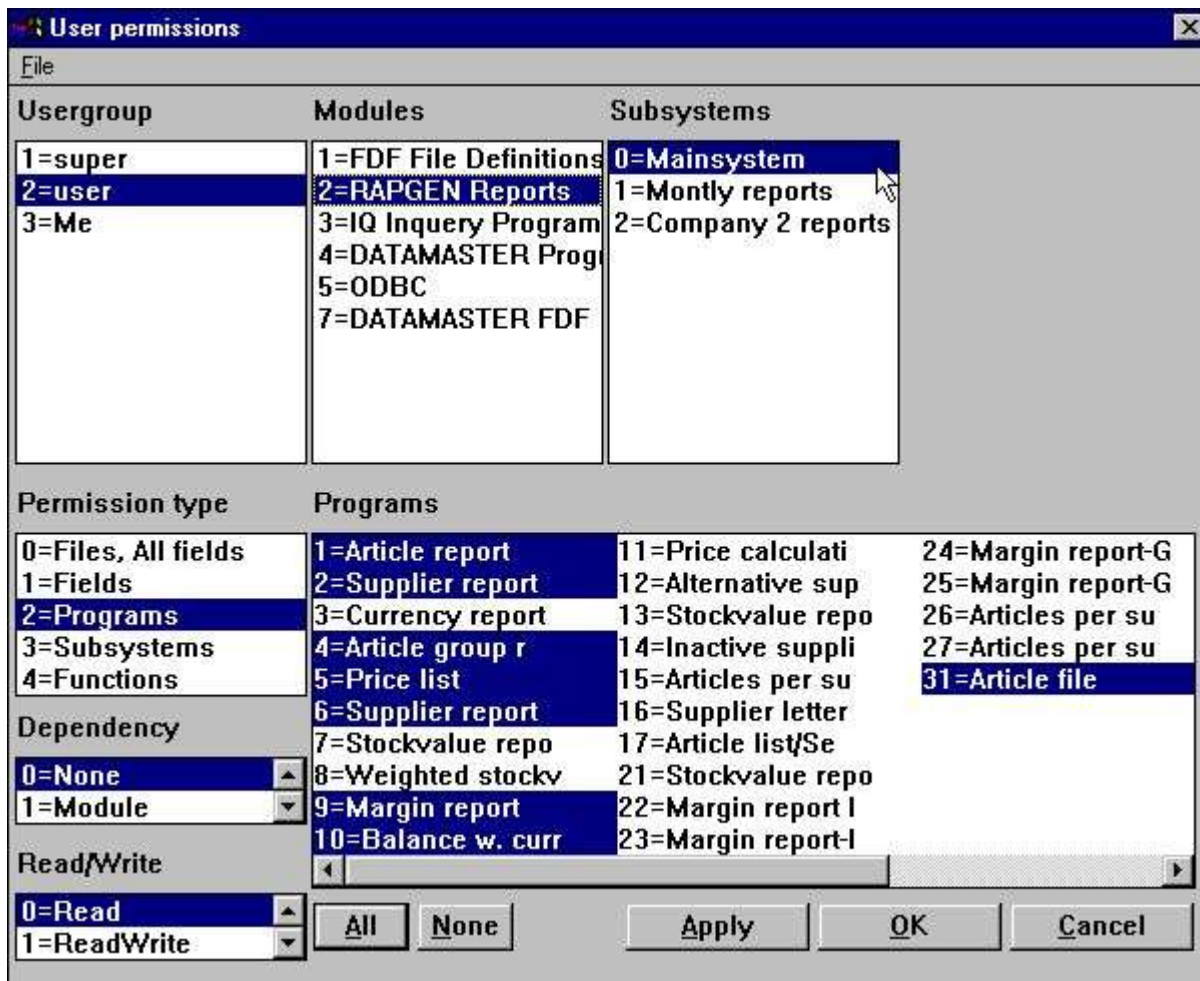 User permissions
File
Usergroup
1=super
2=user
3=Me
Modules
1=FDF File Definitions
2=RAPGEN Reports
3=IQ Inquery Program
4=DATAMASTER Prog
5=ODBC
7=DATAMASTER FDF
Subsystems
0=Mainsystem
1=Montly reports
2=Company 2 reports
Permission type
0=Files, All fields
1=Fields
2=Programs
3=Subsystems
4=Functions
Dependency
0=None
1=Module
Read/Write
0=Read
1=ReadWrite
Programs
1=Article report
2=Supplier report
3=Currency report
4=Article group r
5=Price list
6=Supplier report
7=Stockvalue repo
8=Weighted stockv
9=Margin report
10=Balance w. curr
11=Price calculati
12=Alternative sup
13=Stockvalue repo
14=Inactive suppli
15=Articles per su
16=Supplier letter
17=Article list/Se
21=Stockvalue repo
22=Margin report I
23=Margin report-I
24=Margin report-G
25=Margin report-G
26=Articles per su
27=Articles per su
31=Article file
All
None
Apply
OK
Cancel